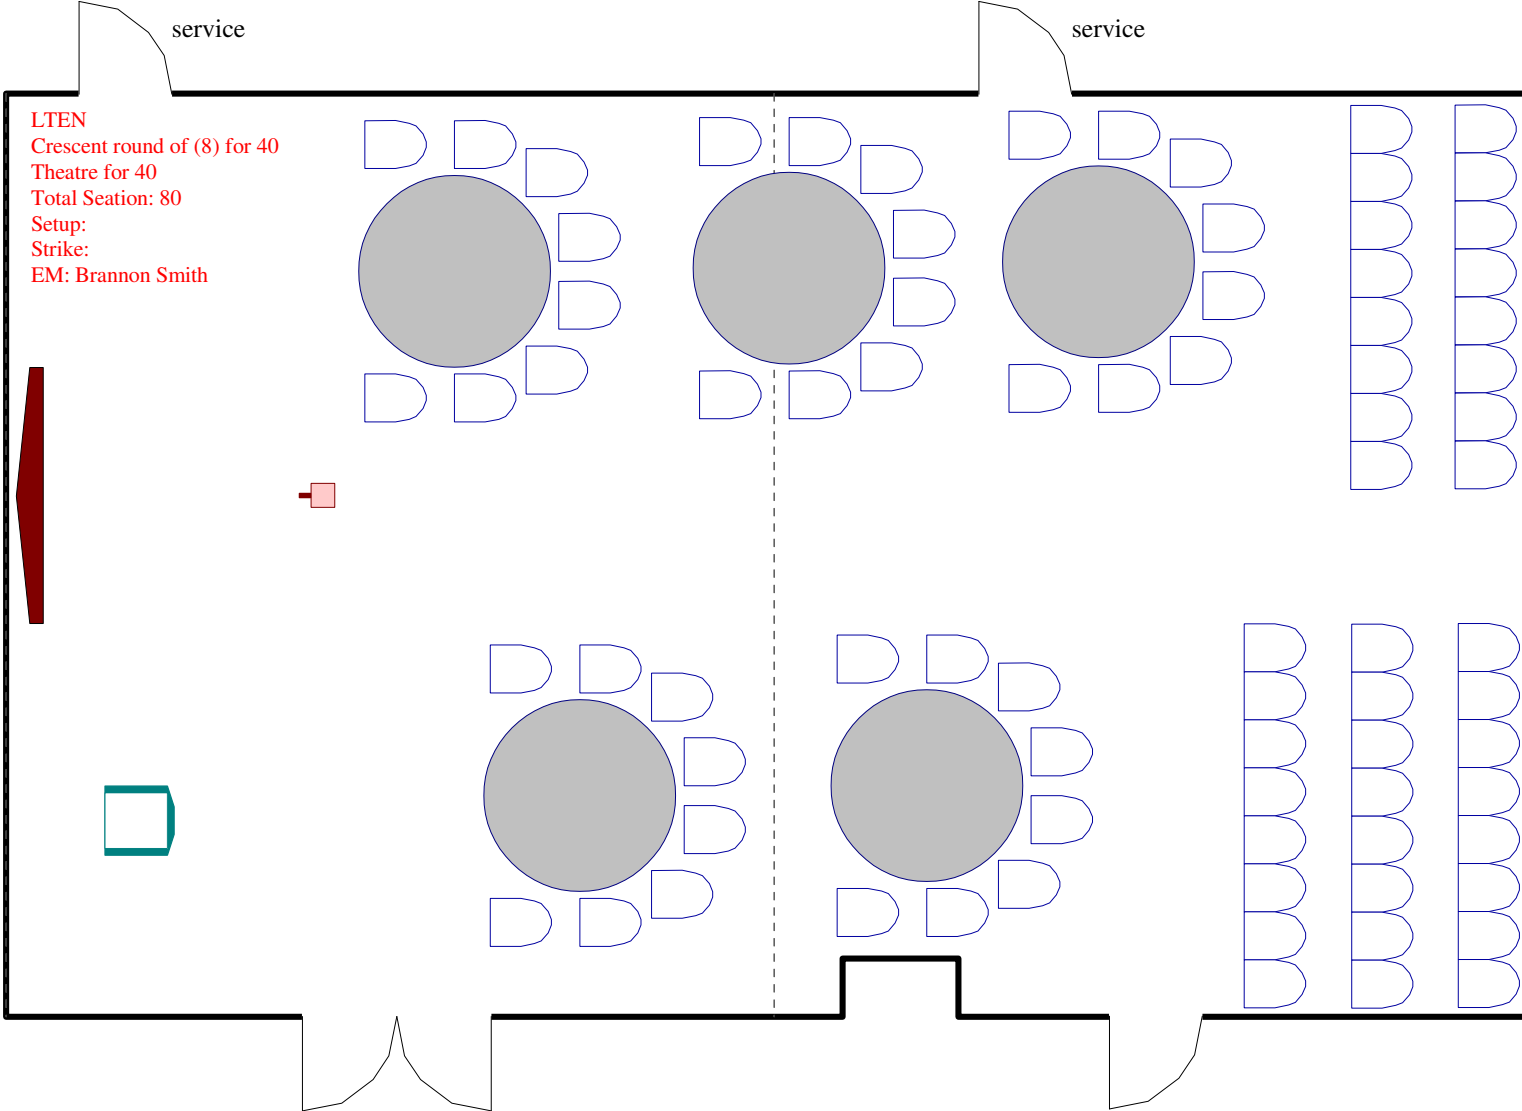 service
service
LTEN
Crescent round of (8) for 40
Theatre for 40
Total Seation: 80
Setup:
Strike:
EM: Brannon Smith